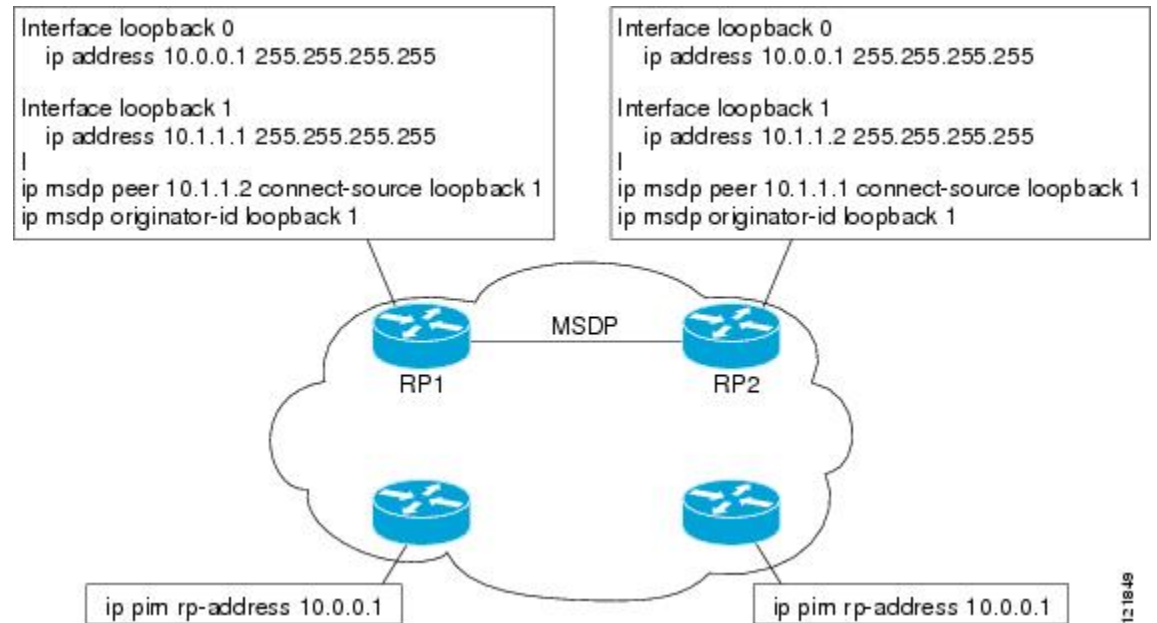 Interface loopback 0
ip address 10.0.0.1 255.255.255.255
Interface loopback 1
ip address 10.1.1.1 255.255.255.255
|
ip msdp peer 10.1.1.2 connect-source loopback 1
ip msdp originator-id loopback 1
Interface loopback 0
ip address 10.0.0.1 255.255.255.255
Interface loopback 1
ip address 10.1.1.2 255.255.255.255
|
ip msdp peer 10.1.1.1 connect-source loopback 1
ip msdp originator-id loopback 1
MSDP
RP1
RP2
ip pim rp-address 10.0.0.1
ip pim rp-address 10.0.0.1
121849